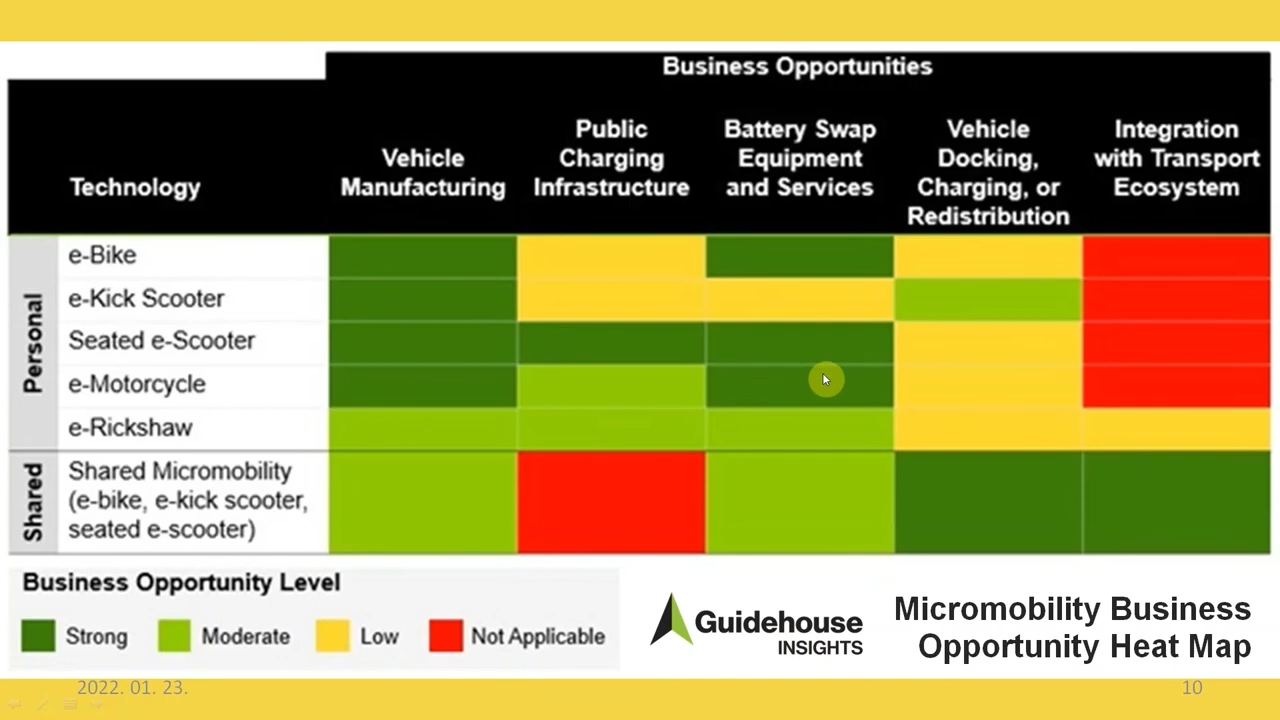 Business Opportunities
Technology
Vehicle
Manufacturing
Public
Charging
Infrastructure
Battery Swap
Equipment
and Services
Vehicle
Docking,
Charging, or
Redistribution
Integration
with Transport
Ecosystem
Personal
e-Bike
e-Kick Scooter
Seated e-Scooter
e-Motorcycle
e-Rickshaw
Shared
Shared Micromobility
(e-bike, e-kick scooter,
seated e-scooter)
Business Opportunity Level
Strong
Moderate
Low
Not Applicable
Guidehouse
INSIGHTS
Micromobility Business
Opportunity Heat Map
2022. 01. 23.
10